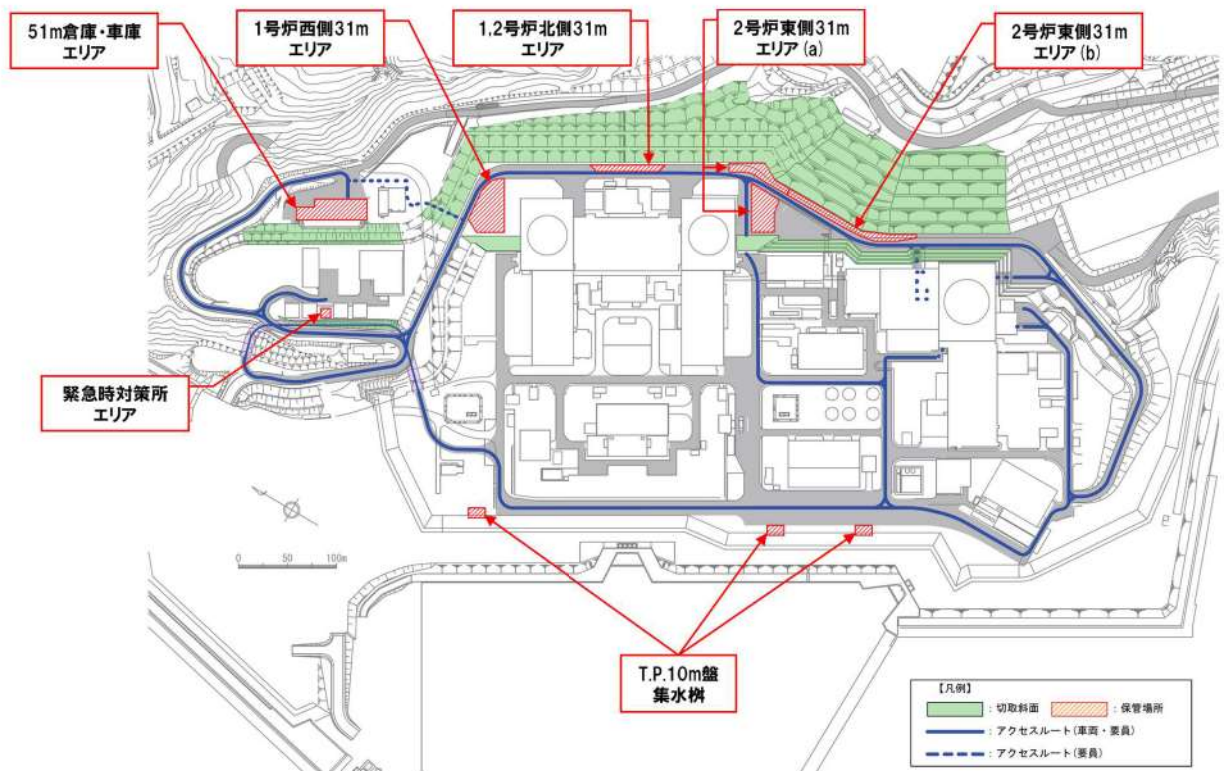 51m倉庫・車庫
エリア
1号炉西側31m
エリア
1,2号炉北側31m
エリア
2号炉東側31m
エリア(a)
2号炉東側31m
エリア(b)
緊急時対策所
エリア
0 50 100m
T.P.10m盤
集水桝
【凡例】
：切取斜面 ：保管場所
：アクセスルート(車両・要員)
：アクセスルート(要員)